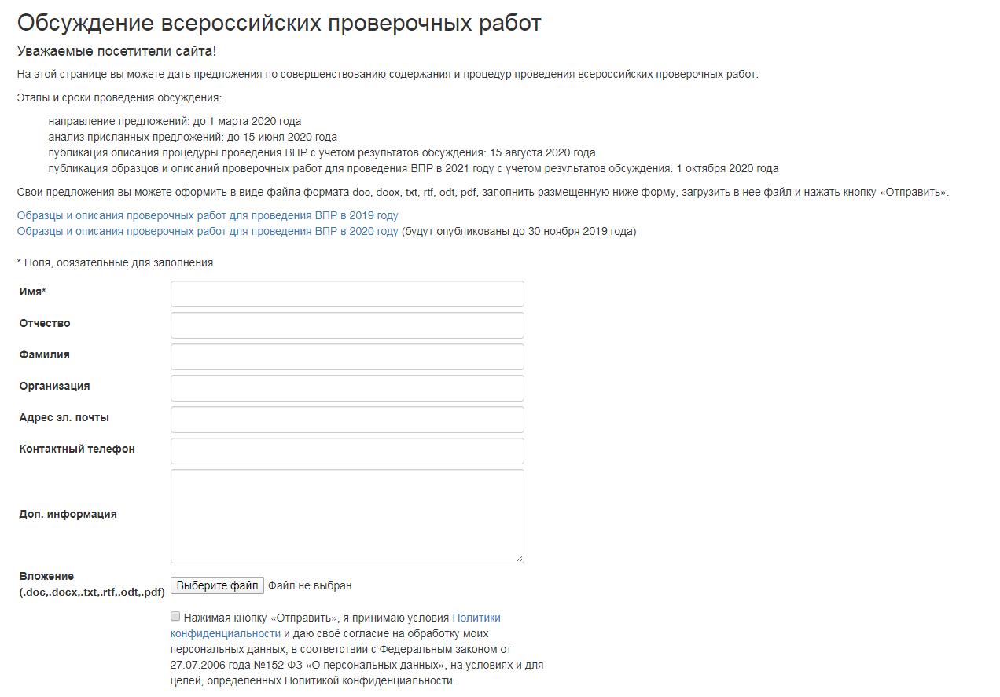 Обсуждение всероссийских проверочных работ
Уважаемые посетители сайта!
На этой странице вы можете дать предложения по совершенствованию содержания и процедур проведения всероссийских проверочных работ.
Этапы и сроки проведения обсуждения:
направление предложений: до 1 марта 2020 года
анализ присланных предложений: до 15 июня 2020 года
публикация описания процедуры проведения ВПР с учетом результатов обсуждения: 15 августа 2020 года
публикация образцов и описаний проверочных работ для проведения ВПР в 2021 году с учетом результатов обсуждения: 1 октября 2020 года
Свои предложения вы можете оформить в виде файла формата doc, docx, txt, rtf, odt, pdf, заполнить размещенную ниже форму, загрузить в нее файл и нажать кнопку «Отправить».
Образцы и описания проверочных работ для проведения ВПР в 2019 году
Образцы и описания проверочных работ для проведения ВПР в 2020 году (будут опубликованы до 30 ноября 2019 года)
* Поля, обязательные для заполнения
Имя*
Отчество
Фамилия
Организация
Адрес эл. почты
Контактный телефон
Доп. информация
Вложение
(.doc,.docx,.txt,.rtf,.odt,.pdf)
Выберите файл Файл не выбран
Нажимая кнопку «Отправить», я принимаю условия Политики
конфиденциальности и даю своё согласие на обработку моих
персональных данных, в соответствии с Федеральным законом от
27.07.2006 года №152-ФЗ «О персональных данных», на условиях и для
целей, определенных Политикой конфиденциальности.